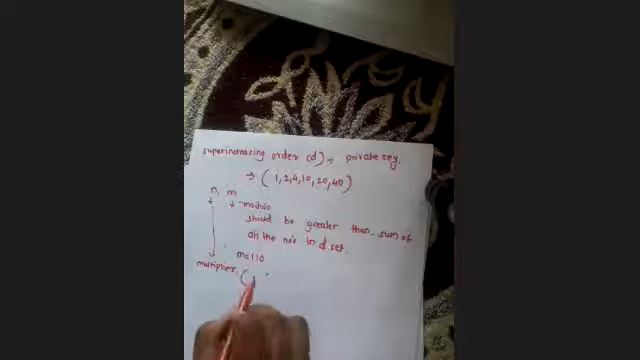 superincreasing order (d) → private key.
→ (1, 2, 4, 10, 20, 40)
n, m
modulo
should be greater than sum of
all the no's in d set.
m=110
multiplier. (